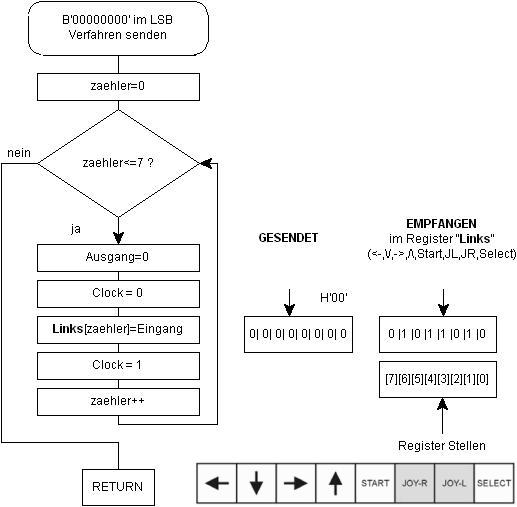 B'00000000' im LSB
Verfahren senden
zaehler=0
nein
zaehler<=7 ?
ja
Ausgang=0
Clock = 0
Links[zaehler]=Eingang
Clock = 1
zaehler++
RETURN
GESENDET
H'00'
0| 0| 0| 0| 0| 0| 0| 0
EMPFANGEN
im Register "Links"
(<-,\/,->,/\,Start,JL,JR,Select)
0 |1 |0 |1 |1 |0 |1 |0
[7][6][5][4][3][2][1][0]
Register Stellen
START JOY-R JOY-L SELECT